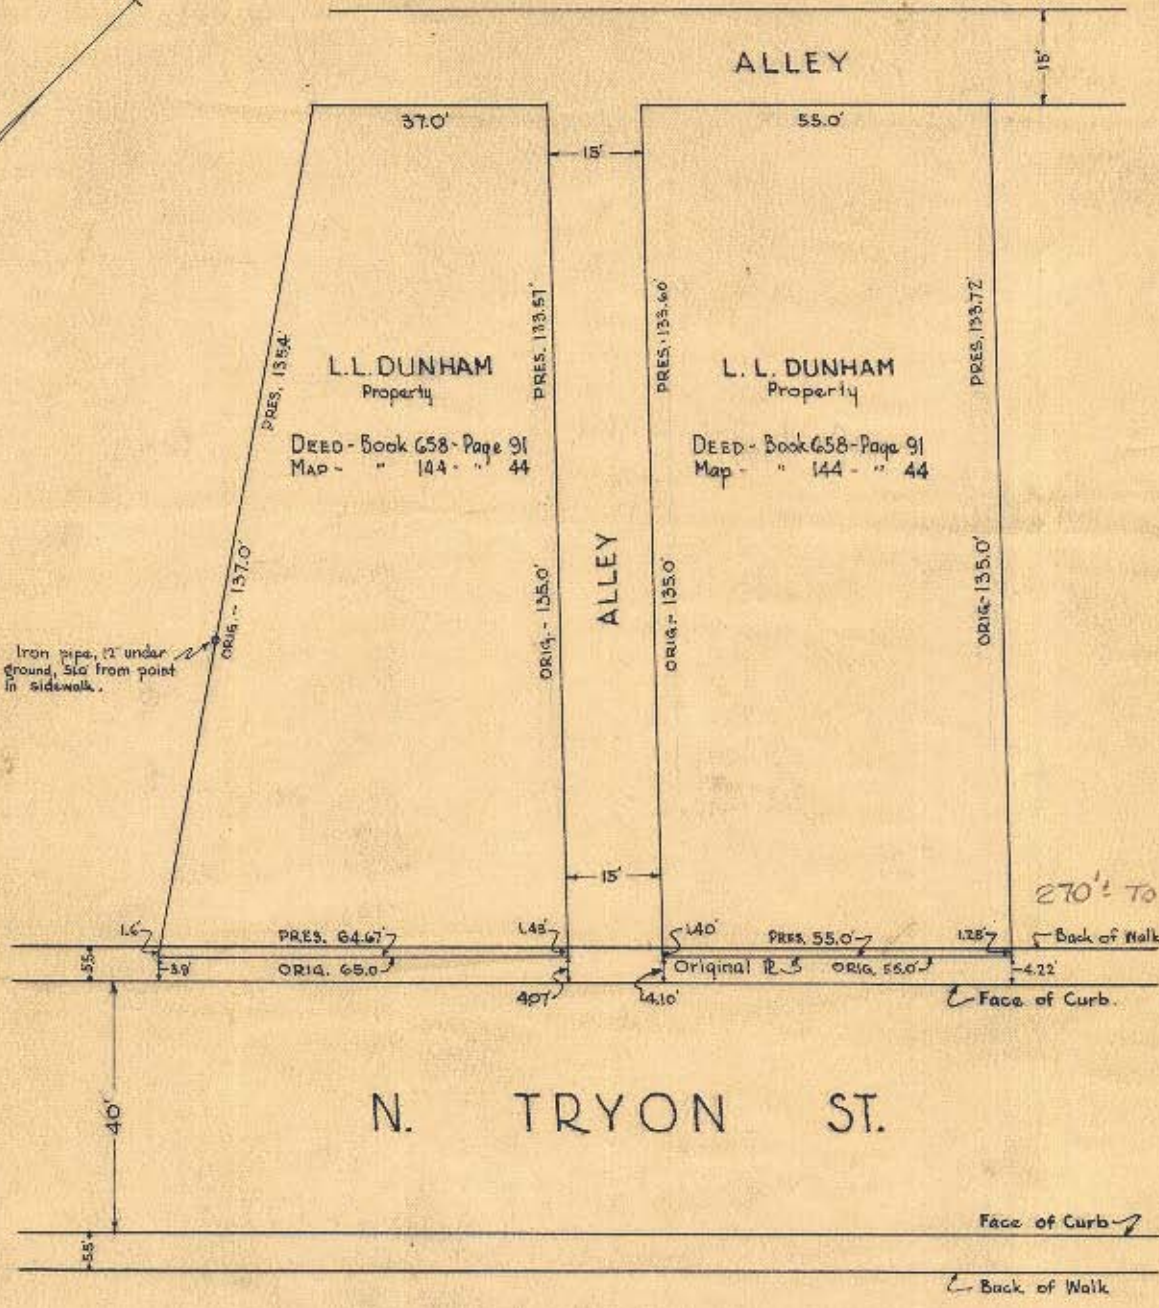 ALLEY
15'
37.0'
55.0'
15'
PRES. 135.4'
PRES. 133.57'
PRES. 133.60'
PRES. 133.72'
L.L. DUNHAM
Property
DEED - Book 658 - Page 91
MAP - " 144 - " 44
L. L. DUNHAM
Property
DEED - Book 658 - Page 91
Map - " 144 - " 44
ORIG. - 137.0'
ORIG. - 135.0'
ALLEY
ORIG. - 135.0'
ORIG. - 135.0'
Iron pipe, 12" under
ground, from point
in sidewalk.
15'
270'± TO
1.6'
PRES. 64.67'
1.43'
1.40'
PRES. 55.0'
1.28'
Back of Walk
5.5'
3.9'
ORIG. 65.0'
Original
ORIG. 55.0'
4.22'
4.07'
4.10'
Face of Curb.
40'
N. TRYON ST.
Face of Curb
5.5'
Back of Walk